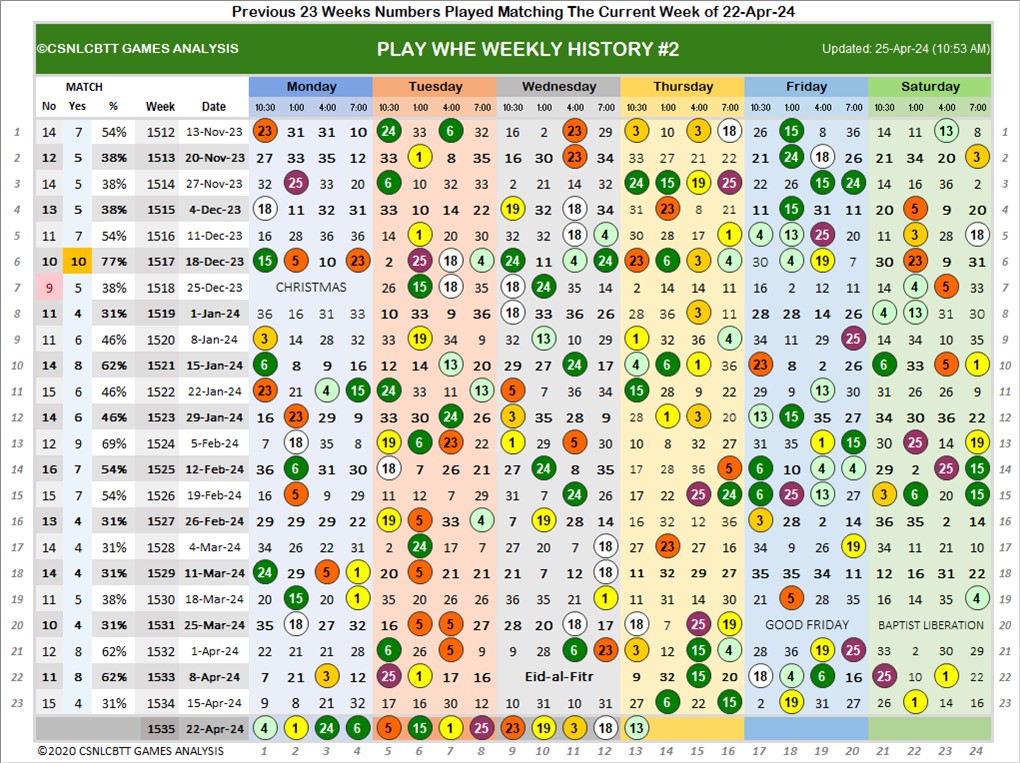 Previous 23 Weeks Numbers Played Matching The Current Week of 22-Apr-24
©CSNLCBTT GAMES ANALYSIS PLAY WHE WEEKLY HISTORY #2 Updated: 25-Apr-24 (10:53 AM)
MATCH Monday Tuesday Wednesday Thursday Friday Saturday
No Yes % Week Date 10:30 1:00 4:00 7:00 10:30 1:00 4:00 7:00 10:30 1:00 4:00 7:00 10:30 1:00 4:00 7:00 10:30 1:00 4:00 7:00 10:30 1:00 4:00 7:00
1 14 7 54% 1512 13-Nov-23 23 31 31 10 24 33 6 32 16 2 23 29 3 10 3 18 26 15 8 36 14 11 23 8 1
2 12 5 38% 1513 20-Nov-23 27 33 35 12 33 1 8 35 16 30 23 34 33 27 21 22 21 24 18 26 21 34 20 3 2
3 14 5 38% 1514 27-Nov-23 32 25 33 20 6 10 32 33 2 21 14 32 24 15 19 25 22 26 15 24 14 16 36 2 3
4 13 5 38% 1515 4-Dec-23 18 11 32 31 33 10 14 22 19 32 18 34 31 23 8 21 11 15 31 11 20 5 9 20 4
5 11 7 54% 1516 11-Dec-23 16 28 36 36 14 1 20 30 32 32 18 4 30 28 17 1 4 13 25 20 11 3 28 18 5
6 10 10 77% 1517 18-Dec-23 15 5 10 23 2 25 18 4 24 11 4 24 23 6 3 4 30 4 19 7 30 23 9 31 6
7 9 5 38% 1518 25-Dec-23 CHRISTMAS 26 15 18 35 18 24 35 14 2 14 14 11 16 2 12 11 14 4 5 33 7
8 11 4 31% 1519 1-Jan-24 36 16 31 33 10 33 9 36 18 33 36 26 28 36 3 11 28 28 14 26 4 13 31 30 8
9 11 6 46% 1520 8-Jan-24 3 14 28 32 33 19 34 9 13 10 29 1 32 36 4 34 11 29 25 14 34 10 35 9
10 14 8 62% 1521 15-Jan-24 6 8 9 16 12 14 13 20 29 27 24 17 4 6 1 36 23 8 2 26 6 33 5 1 10
11 15 6 46% 1522 22-Jan-24 23 21 4 15 24 33 11 13 5 7 36 34 15 28 9 22 29 9 13 30 31 26 26 9 11
12 14 6 46% 1523 29-Jan-24 16 23 29 9 33 30 24 26 3 35 28 9 28 1 3 20 13 15 35 27 34 30 36 22 12
13 12 9 69% 1524 5-Feb-24 7 18 35 8 19 6 23 22 1 29 5 30 10 8 32 27 31 35 1 15 30 25 14 19 13
14 16 7 54% 1525 12-Feb-24 36 6 31 30 18 7 26 21 27 24 8 35 17 28 36 5 6 10 4 4 29 2 25 15 14
15 15 7 54% 1526 19-Feb-24 16 5 29 9 11 12 7 29 31 7 24 26 17 22 25 24 6 25 13 27 3 6 20 15 15
16 13 4 31% 1527 26-Feb-24 29 29 29 22 19 5 33 4 7 19 28 14 16 32 12 36 3 28 2 14 36 35 2 14 16
17 14 4 31% 1528 4-Mar-24 34 26 22 31 2 24 17 7 27 20 7 18 17 23 27 16 34 9 26 19 34 11 21 10 17
18 14 4 31% 1529 11-Mar-24 24 29 5 1 20 5 21 21 21 7 12 18 11 32 29 27 35 35 34 11 12 16 31 22 18
19 11 5 38% 1530 18-Mar-24 20 15 20 1 35 20 26 26 36 35 21 1 11 31 14 30 21 5 28 35 16 14 35 4 19
20 10 4 31% 1531 25-Mar-24 35 18 27 32 16 5 5 27 28 20 18 17 18 7 25 19 GOOD FRIDAY BAPTIST LIBERATION 20
21 12 8 62% 1532 1-Apr-24 22 21 21 28 6 26 5 9 9 28 6 23 3 12 15 4 28 36 19 25 33 2 30 29 21
22 11 8 62% 1533 8-Apr-24 7 21 3 12 25 1 17 16 Eid-al-Fitr 9 32 15 20 18 4 6 16 25 10 1 22 22
23 15 4 31% 1534 15-Apr-24 9 8 21 32 17 16 30 12 10 31 10 31 27 6 22 15 2 19 31 27 26 1 14 16 23
1535 22-Apr-24 4 1 24 6 5 15 1 25 23 19 3 18 13
©2020 CSNLCBTT GAMES ANALYSIS 1 2 3 4 5 6 7 8 9 10 11 12 13 14 15 16 17 18 19 20 21 22 23 24